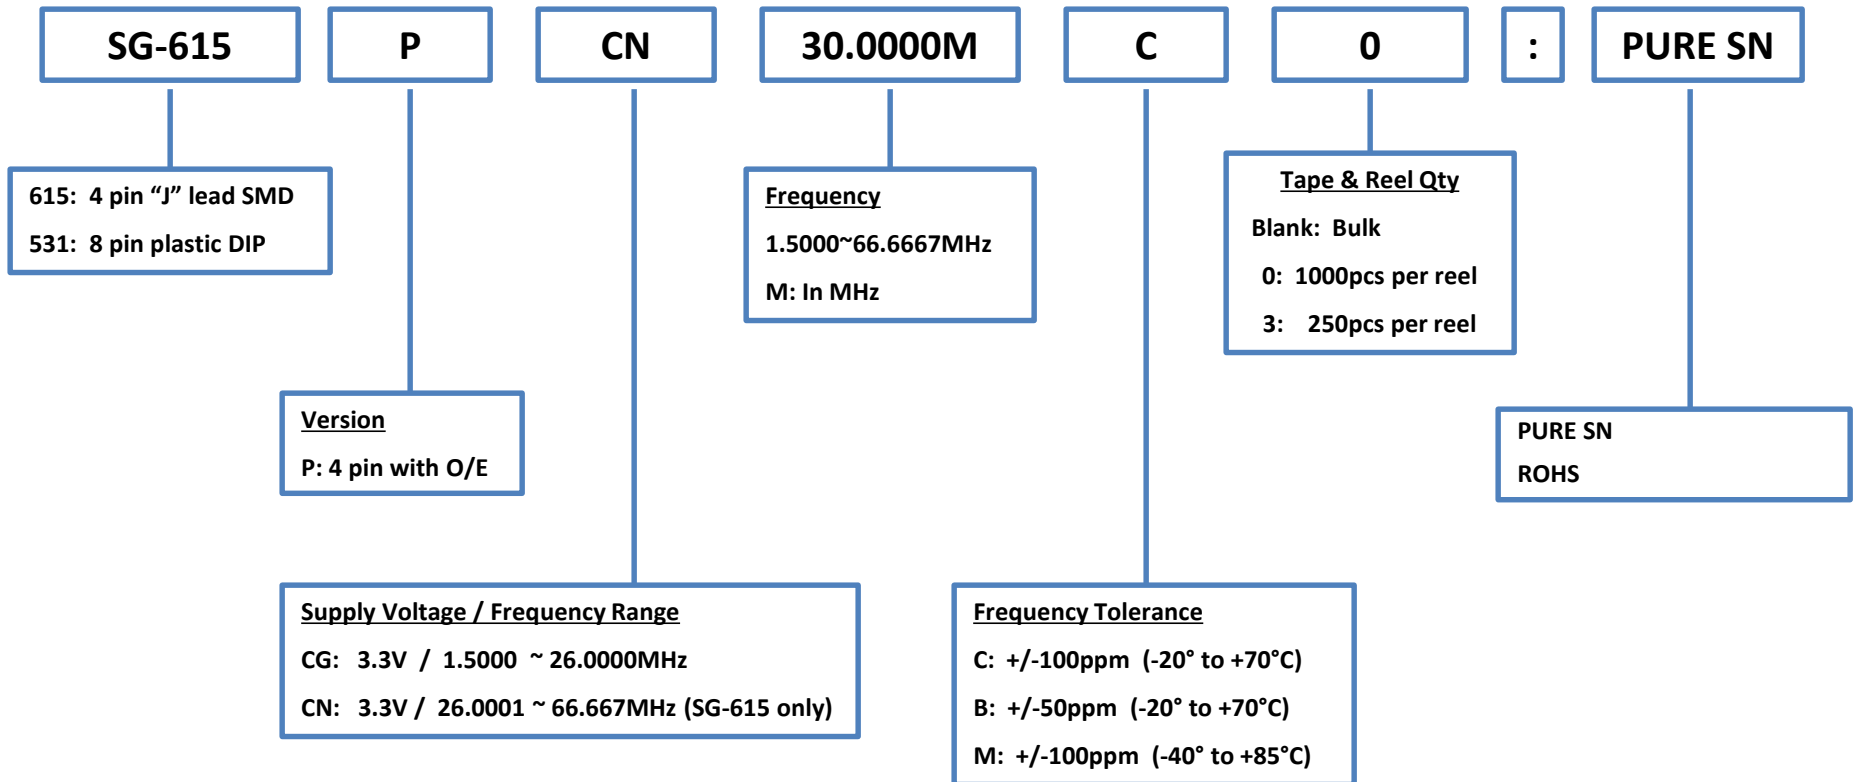 SG-615 P CN 30.0000M C 0 : PURE SN
615: 4 pin “J” lead SMD
531: 8 pin plastic DIP
Frequency
1.5000~66.6667MHz
M: In MHz
Tape & Reel Qty
Blank: Bulk
0: 1000pcs per reel
3: 250pcs per reel
Version
P: 4 pin with O/E
PURE SN
ROHS
Supply Voltage / Frequency Range
CG: 3.3V / 1.5000 ~ 26.0000MHz
CN: 3.3V / 26.0001 ~ 66.667MHz (SG-615 only)
Frequency Tolerance
C: +/-100ppm (-20° to +70°C)
B: +/-50ppm (-20° to +70°C)
M: +/-100ppm (-40° to +85°C)